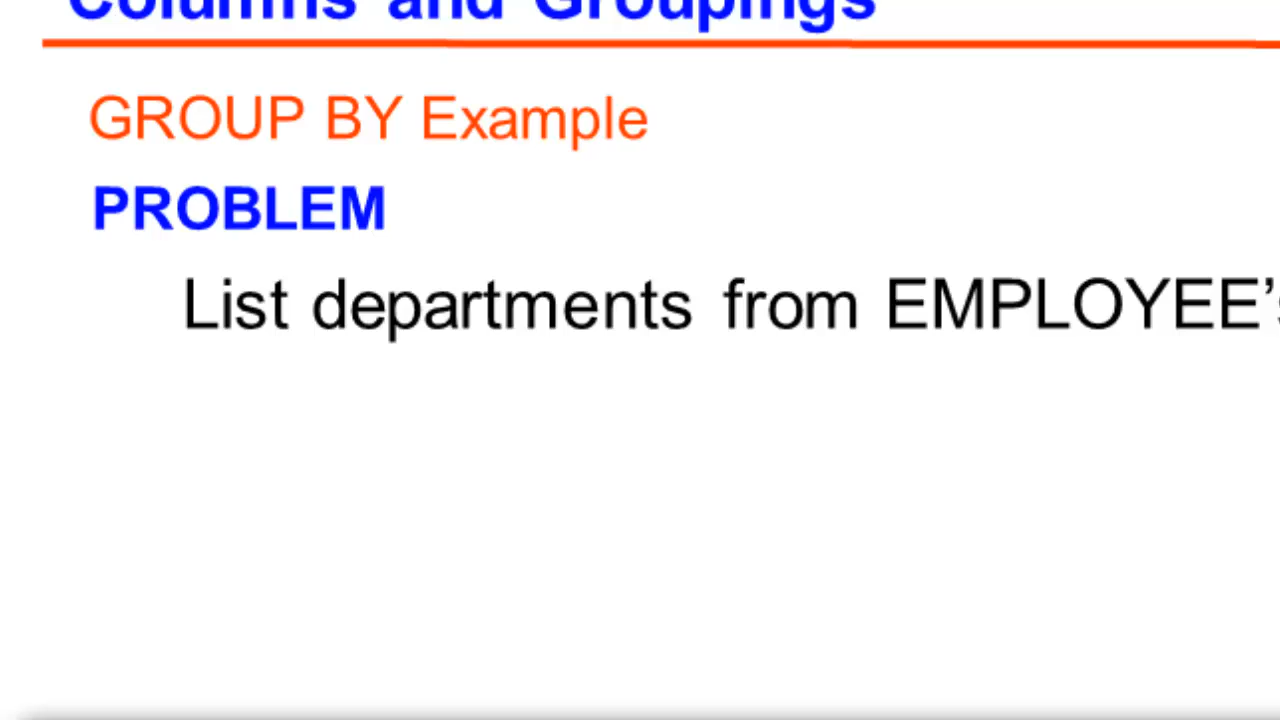 Columns and Groupings
GROUP BY Example
PROBLEM
List departments from EMPLOYEE’s